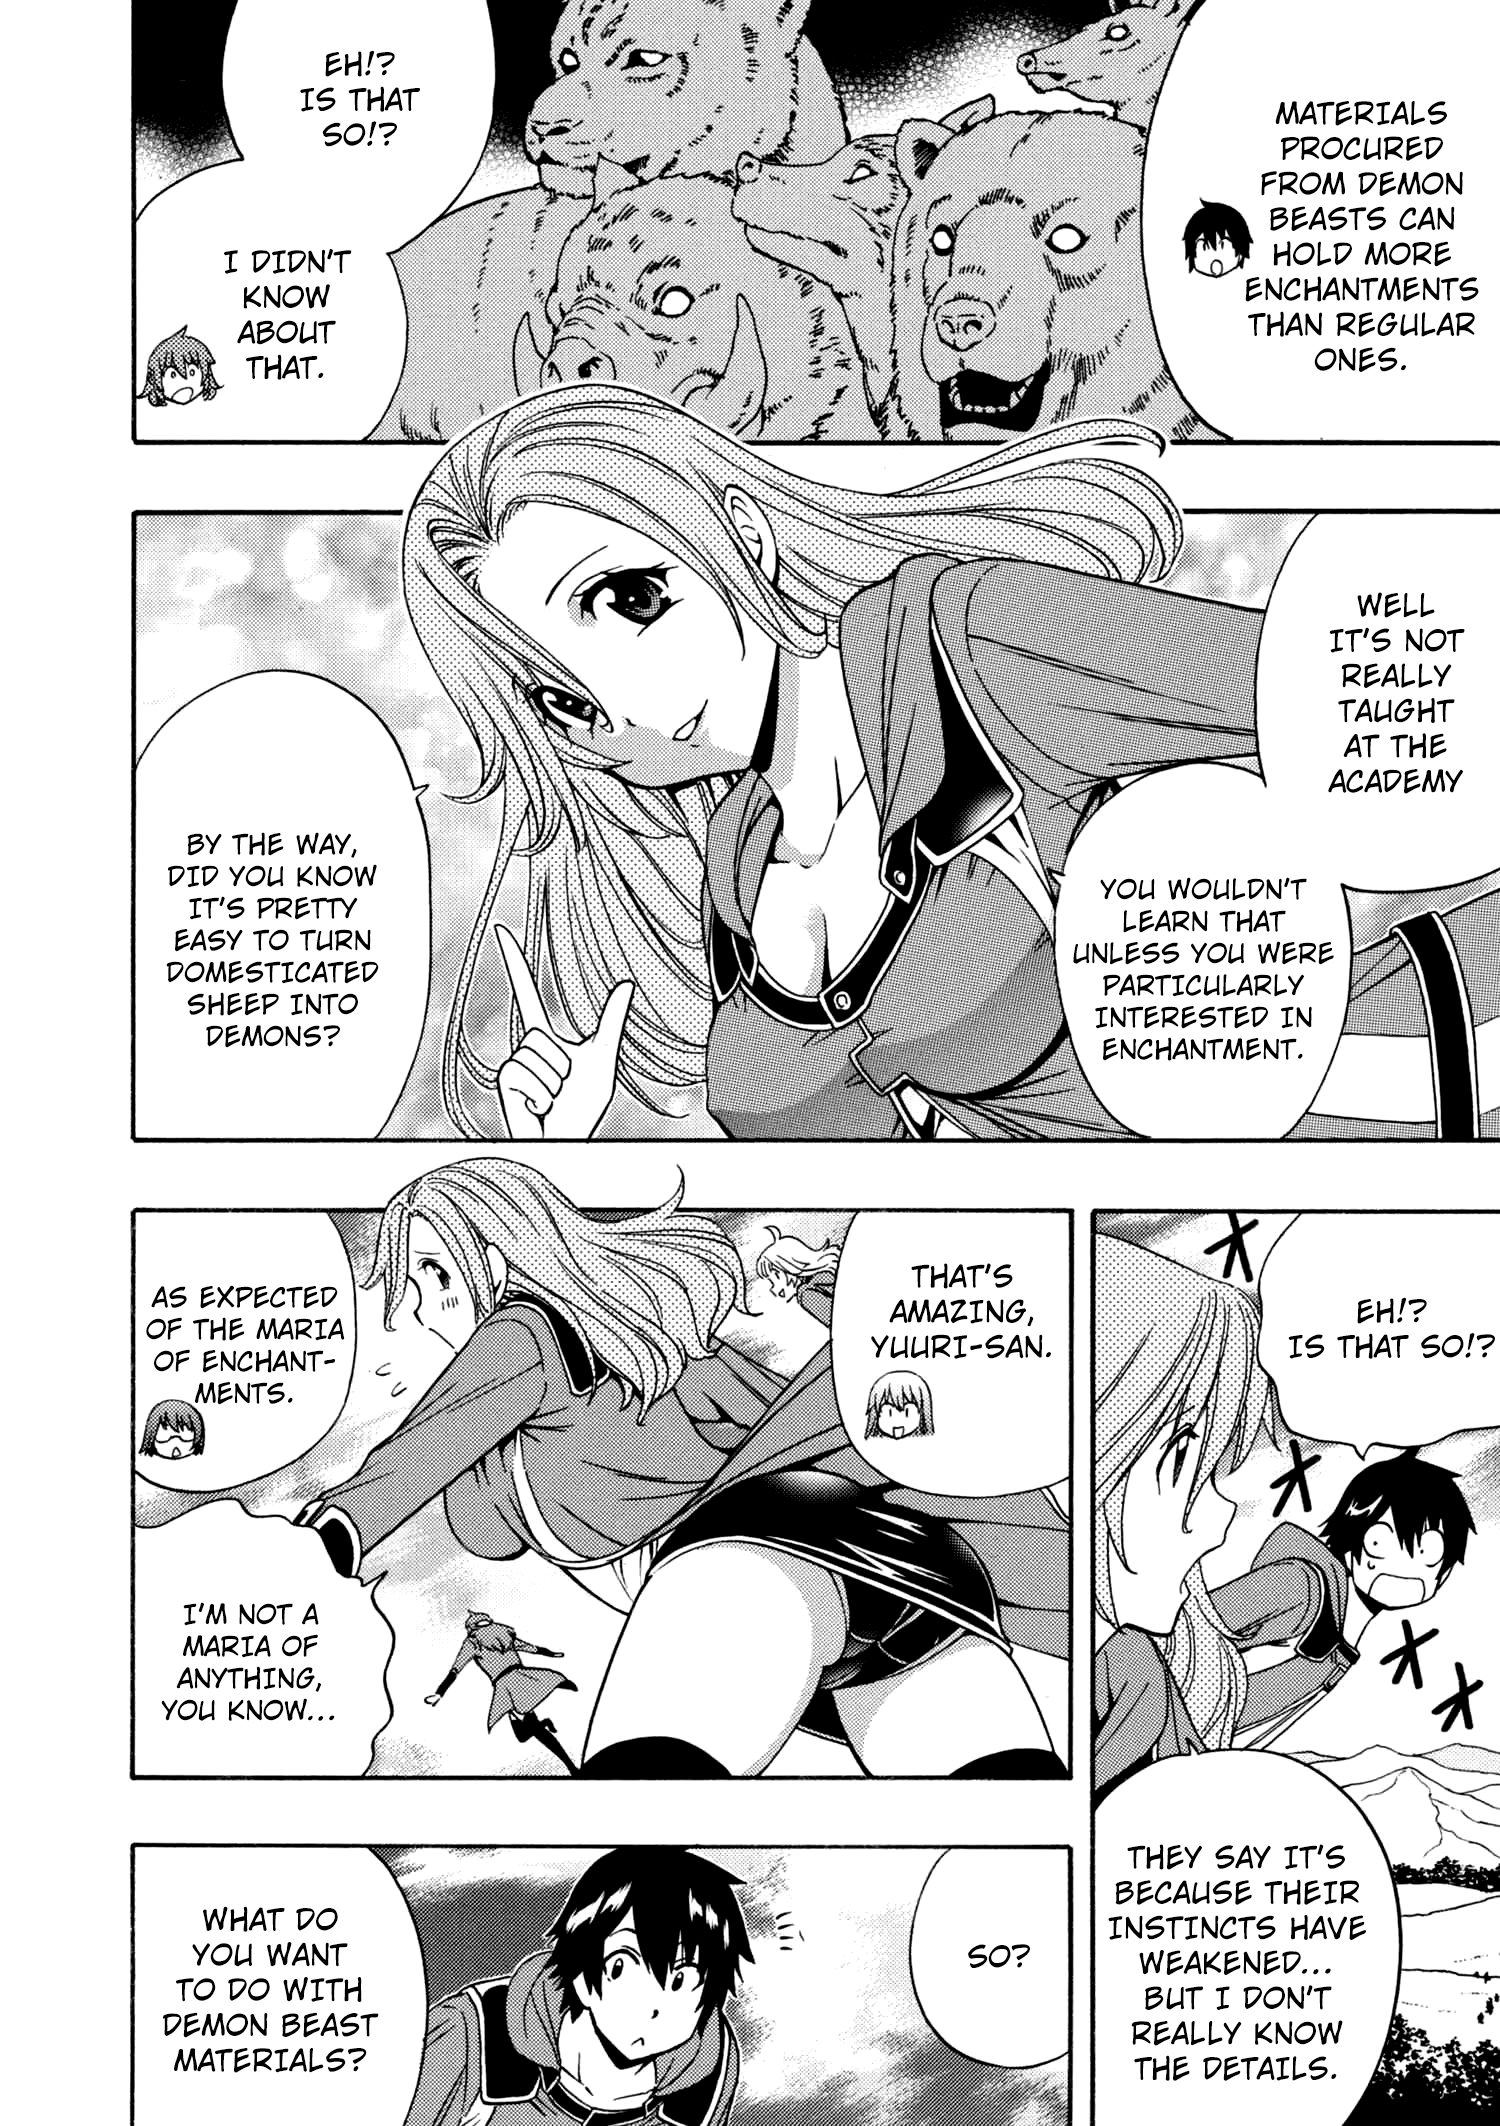 MATERIALS
PROCURED
FROM DEMON
BEASTS CAN
HOLD MORE
ENCHANTMENTS
THAN REGULAR
ONES.
EH!?
IS THAT
SO!?
I DIDN'T
KNOW
ABOUT
THAT.
WELL
IT'S NOT
REALLY
TAUGHT
AT THE
ACADEMY
YOU WOULDN'T
LEARN THAT
UNLESS YOU WERE
PARTICULARLY
INTERESTED IN
ENCHANTMENT.
BY THE WAY,
DID YOU KNOW
IT'S PRETTY
EASY TO TURN
DOMESTICATED
SHEEP INTO
DEMONS?
EH!?
IS THAT SO!?
THEY SAY IT'S
BECAUSE THEIR
INSTINCTS HAVE
WEAKENED...
BUT I DON'T
REALLY KNOW
THE DETAILS.
THAT'S
AMAZING,
YUURI-SAN.
AS EXPECTED
OF THE MARIA
OF ENCHANT-
MENTS.
I'M NOT A
MARIA OF
ANYTHING,
YOU KNOW...
SO?
WHAT DO
YOU WANT
TO DO WITH
DEMON BEAST
MATERIALS?